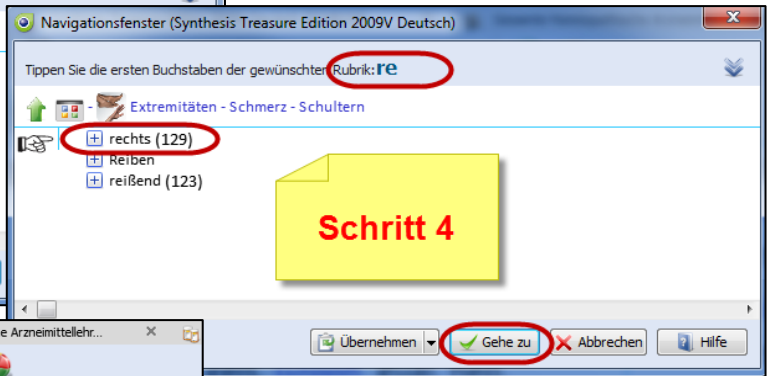 Navigationsfenster (Synthesis Treasure Edition 2009V Deutsch)
Tippen Sie die ersten Buchstaben der gewünschten Rubrik: re
- Extremitäten - Schmerz - Schultern
rechts (129)
Reiben
reißend (123)
Schritt 4
e Arzneimittellehr...
Übernehmen
Gehe zu
Abbrechen
Hilfe